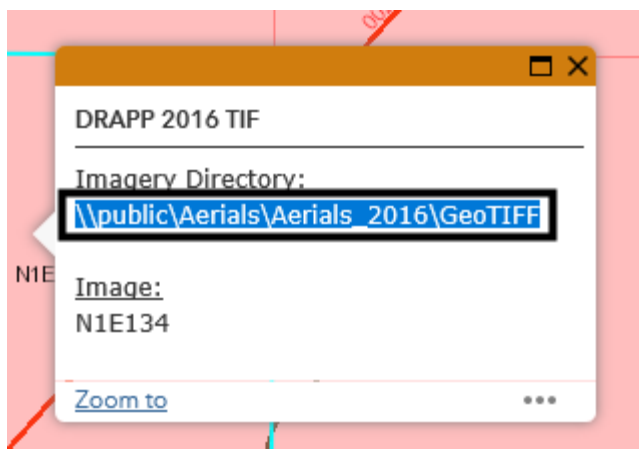 DRAPP 2016 TIF
Imagery Directory:
\\public\Aerials\Aerials_2016\GeoTIFF
N1E
Image:
N1E134
Zoom to